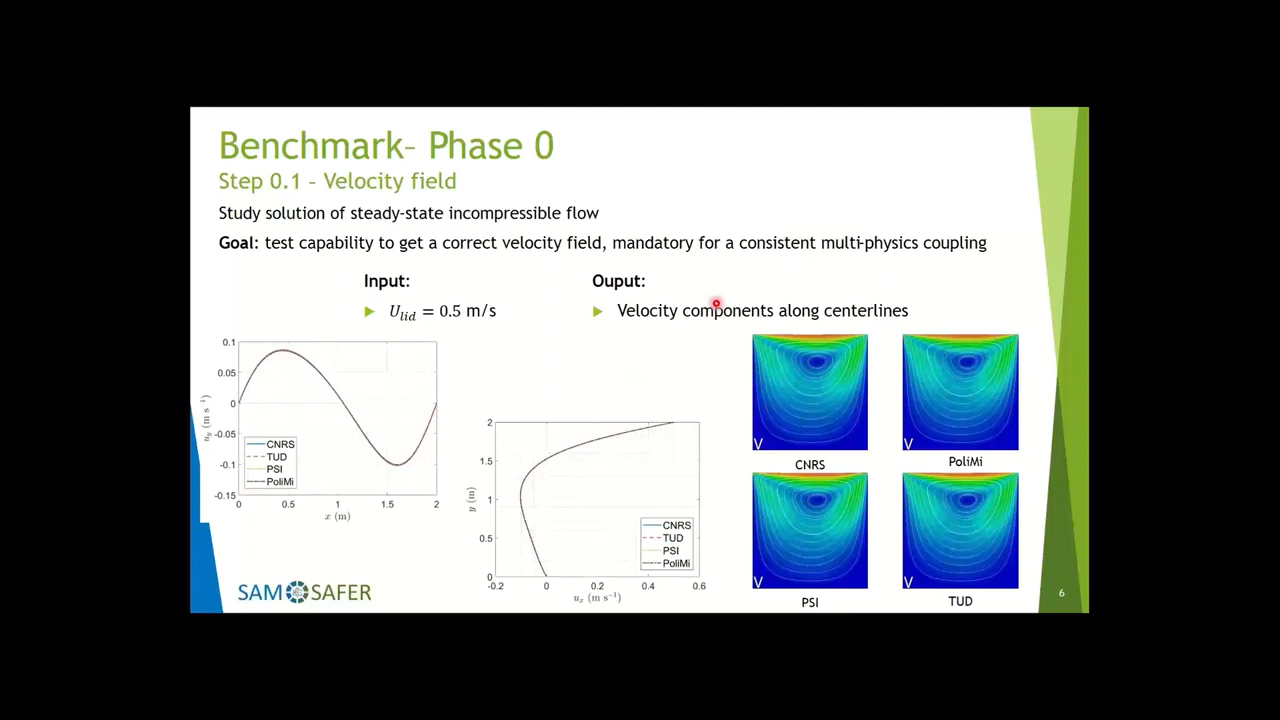 Benchmark– Phase 0
Step 0.1 – Velocity field
Study solution of steady-state incompressible flow
Goal: test capability to get a correct velocity field, mandatory for a consistent multi-physics coupling
Input:
U_lid = 0.5 m/s
Ouput:
Velocity components along centerlines
0.1
0.05
0
-0.05
-0.1
-0.15
u_y (m s⁻¹)
CNRS
TUD
PSI
PoliMi
0 0.5 1 1.5 2
x (m)
2
1.5
1
0.5
0
y (m)
CNRS
TUD
PSI
PoliMi
-0.2 0 0.2 0.4 0.6
u_x (m s⁻¹)
V
CNRS
V
PoliMi
V
PSI
V
TUD
SAMOSAFER
6